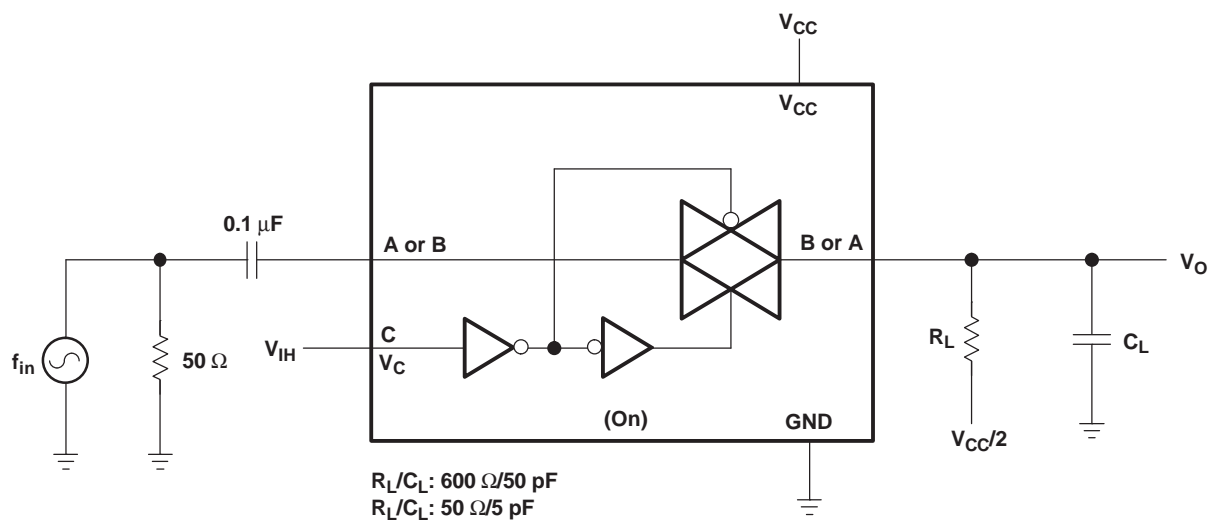 VCC
VCC
0.1 μF
A or B
B or A
VO
fin
50 Ω
VIH
C
VC
RL
CL
(On)
GND
VCC/2
RL/CL: 600 Ω/50 pF
RL/CL: 50 Ω/5 pF